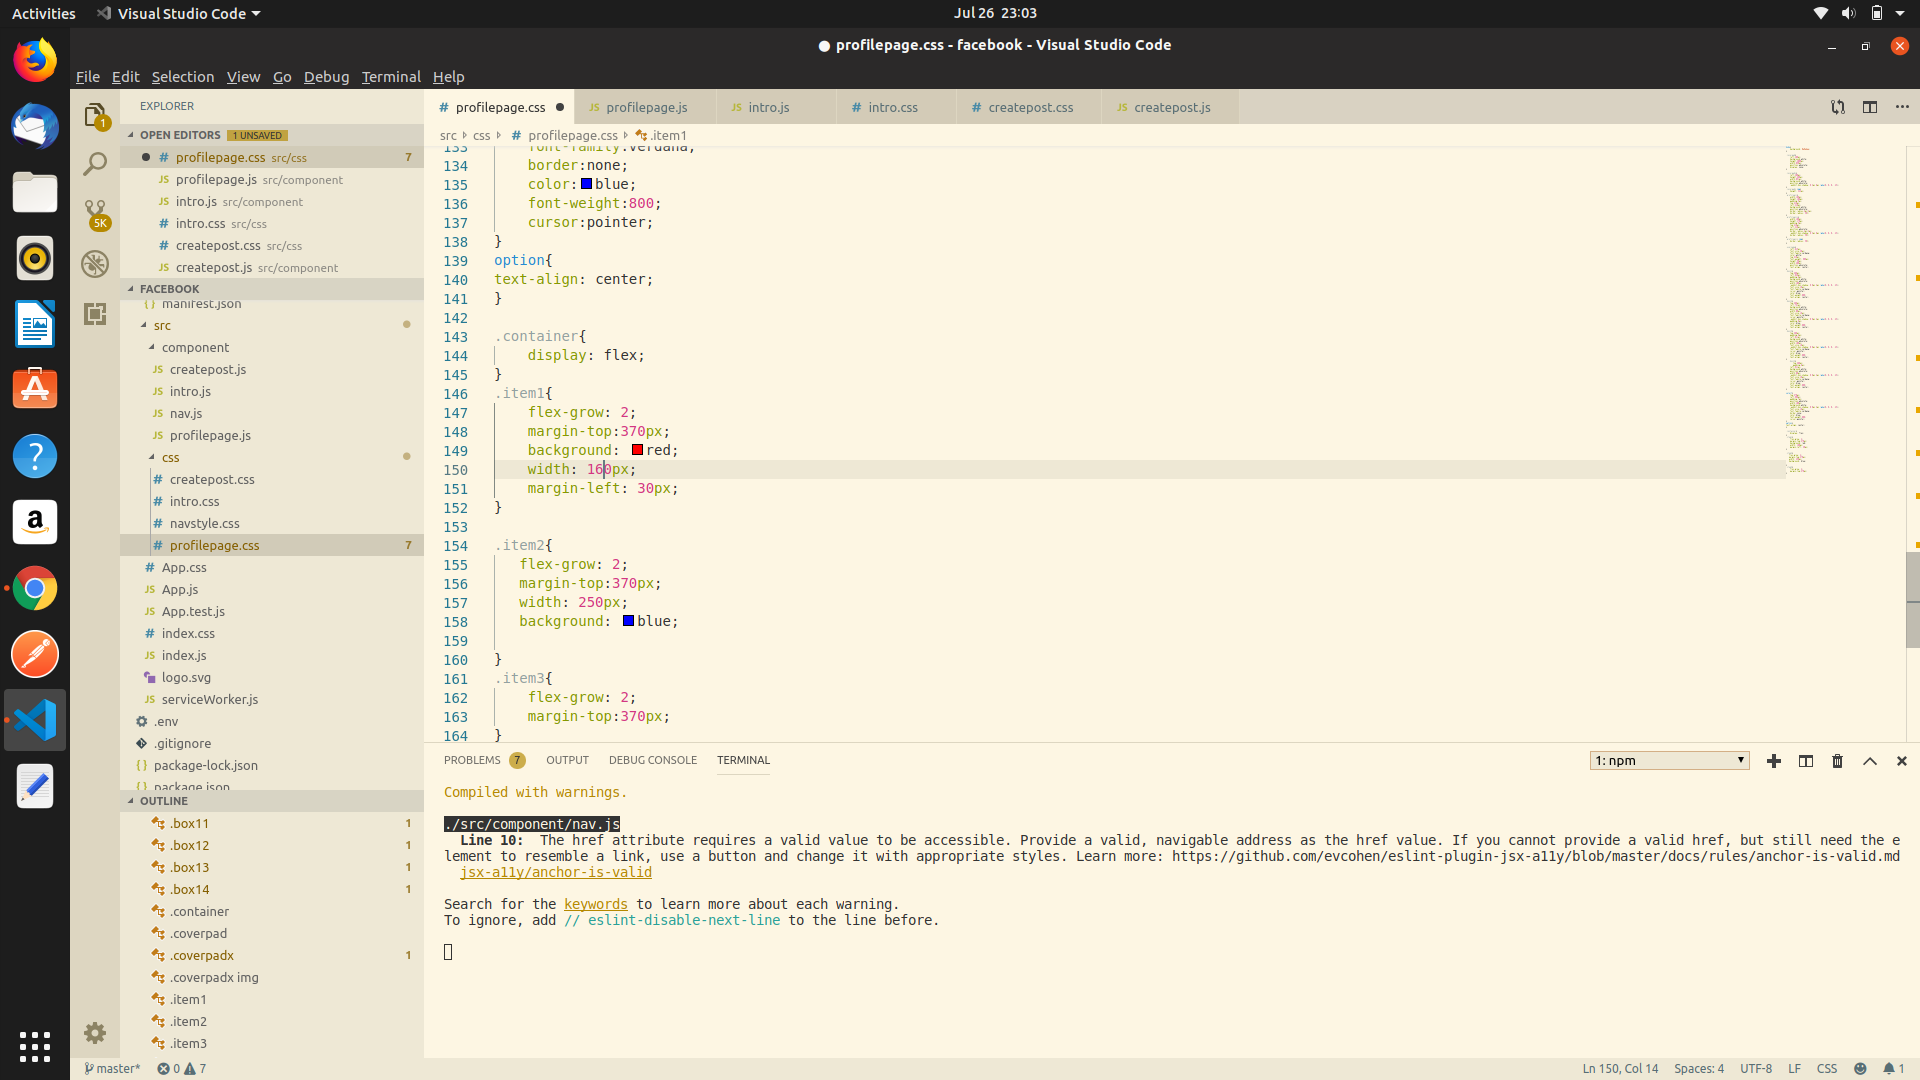 Activities
Visual Studio Code
Jul 26 23:03
● profilepage.css - facebook - Visual Studio Code
File Edit Selection View Go Debug Terminal Help
1
5K
EXPLORER
OPEN EDITORS 1 UNSAVED
# profilepage.css src/css 7
JS profilepage.js src/component
JS intro.js src/component
# intro.css src/css
# createpost.css src/css
JS createpost.js src/component
FACEBOOK
{} manifest.json
src
component
JS createpost.js
JS intro.js
JS nav.js
JS profilepage.js
css
# createpost.css
# intro.css
# navstyle.css
# profilepage.css 7
# App.css
JS App.js
JS App.test.js
# index.css
JS index.js
logo.svg
JS serviceWorker.js
.env
.gitignore
{} package-lock.json
{} package.json
OUTLINE
.box11 1
.box12 1
.box13 1
.box14 1
.container
.coverpad
.coverpadx 1
.coverpadx img
.item1
.item2
.item3
# profilepage.css ●
JS profilepage.js
JS intro.js
# intro.css
# createpost.css
JS createpost.js
src css # profilepage.css .item1
133 font-family:verdana;
134 border:none;
135 color:blue;
136 font-weight:800;
137 cursor:pointer;
138 }
139 option{
140 text-align: center;
141 }
142
143 .container{
144 display: flex;
145 }
146 .item1{
147 flex-grow: 2;
148 margin-top:370px;
149 background: red;
150 width: 160px;
151 margin-left: 30px;
152 }
153
154 .item2{
155 flex-grow: 2;
156 margin-top:370px;
157 width: 250px;
158 background: blue;
159
160 }
161 .item3{
162 flex-grow: 2;
163 margin-top:370px;
164 }
PROBLEMS 7 OUTPUT DEBUG CONSOLE TERMINAL
1: npm
Compiled with warnings.
./src/component/nav.js
Line 10: The href attribute requires a valid value to be accessible. Provide a valid, navigable address as the href value. If you cannot provide a valid href, but still need the e
lement to resemble a link, use a button and change it with appropriate styles. Learn more: https://github.com/evcohen/eslint-plugin-jsx-a11y/blob/master/docs/rules/anchor-is-valid.md
jsx-a11y/anchor-is-valid
Search for the keywords to learn more about each warning.
To ignore, add // eslint-disable-next-line to the line before.
master* 0 7
Ln 150, Col 14 Spaces: 4 UTF-8 LF CSS 1